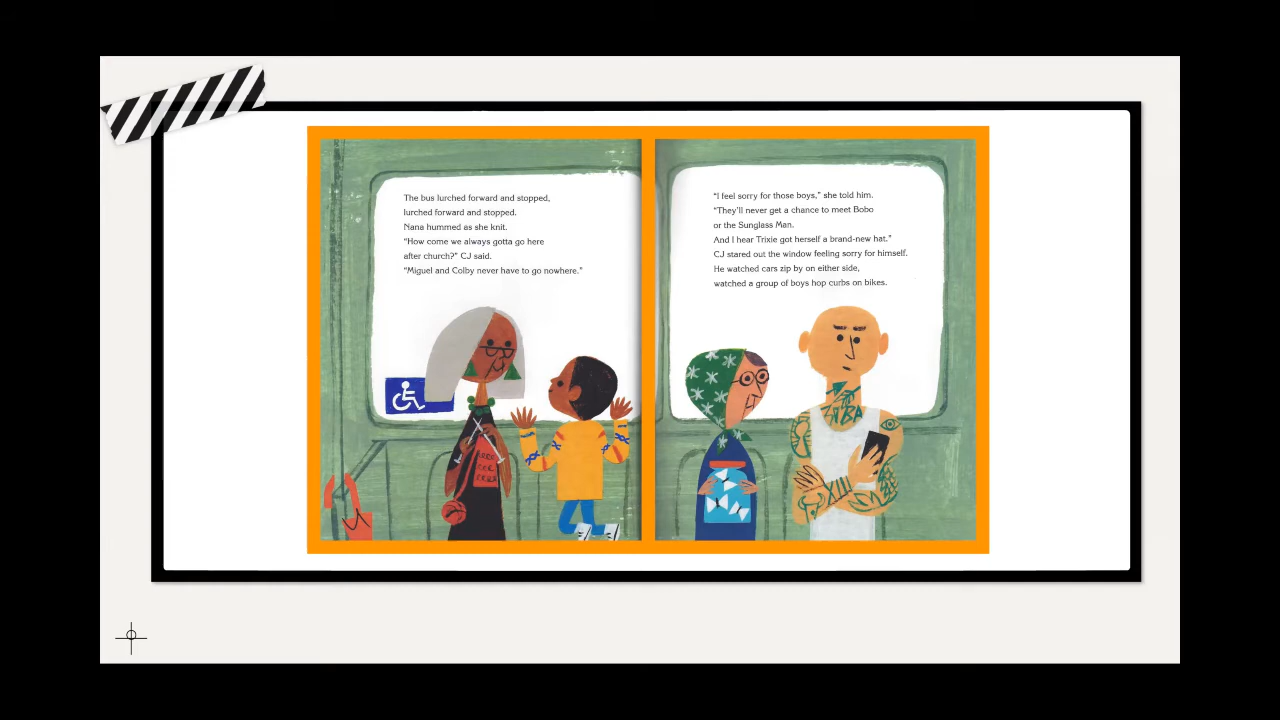 The bus lurched forward and stopped,
lurched forward and stopped.
Nana hummed as she knit.
“How come we always gotta go here
after church?” CJ said.
“Miguel and Colby never have to go nowhere.”
“I feel sorry for those boys,” she told him.
“They’ll never get a chance to meet Bobo
or the Sunglass Man.
And I hear Trixie got herself a brand-new hat.”
CJ stared out the window feeling sorry for himself.
He watched cars zip by on either side,
watched a group of boys hop curbs on bikes.
XIII